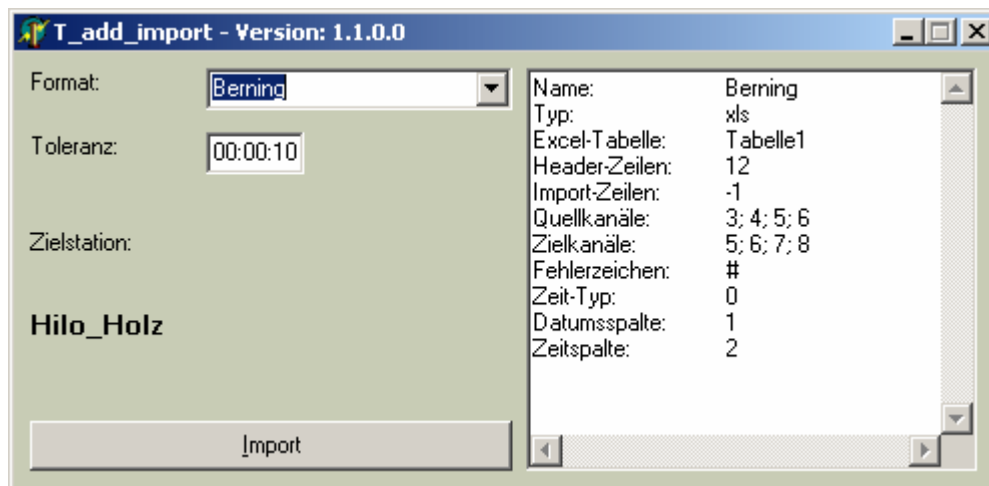 T_add_import - Version: 1.1.0.0
Format: Berning
Toleranz: 00:00:10
Zielstation:
Hilo_Holz
Import
Name: Berning
Typ: xls
Excel-Tabelle: Tabelle1
Header-Zeilen: 12
Import-Zeilen: -1
Quellkanäle: 3; 4; 5; 6
Zielkanäle: 5; 6; 7; 8
Fehlerzeichen: #
Zeit-Typ: 0
Datumsspalte: 1
Zeitspalte: 2